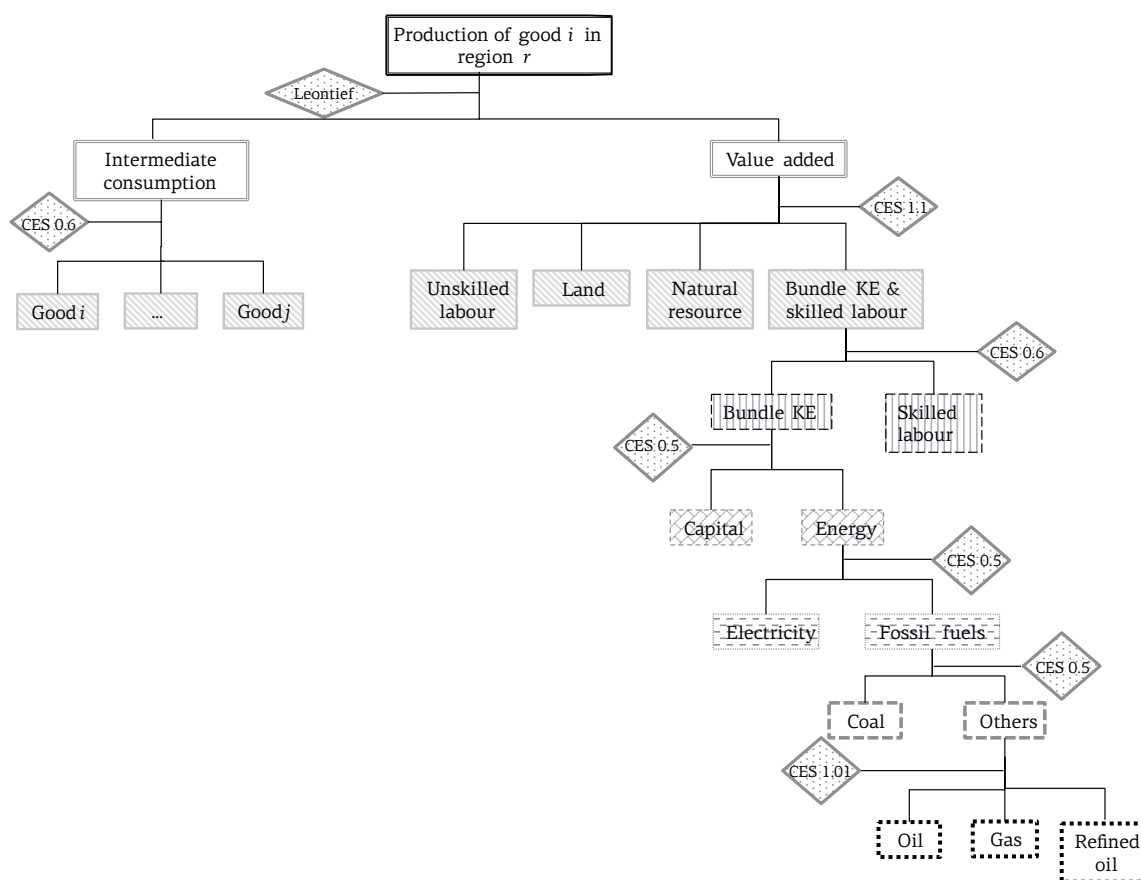 Production of good i in
region r
Leontief
Intermediate
consumption
Value added
CES 0.6
CES 1.1
Good i
...
Good j
Unskilled
labour
Land
Natural
resource
Bundle KE &
skilled labour
CES 0.6
Bundle KE
Skilled
labour
CES 0.5
Capital
Energy
CES 0.5
Electricity
Fossil fuels
CES 0.5
Coal
Others
CES 1.01
Oil
Gas
Refined
oil